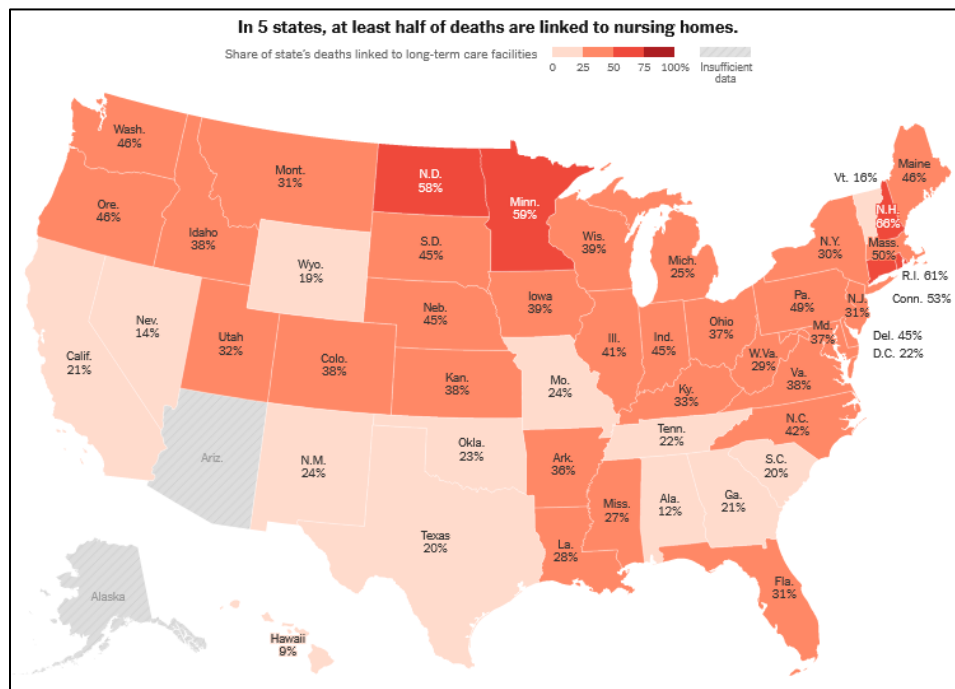 In 5 states, at least half of deaths are linked to nursing homes.
Share of state's deaths linked to long-term care facilities
0 25 50 75 100%
Insufficient
data
Wash.
46%
Ore.
46%
Idaho
38%
Mont.
31%
N.D.
58%
Minn.
59%
Wis.
39%
Mich.
25%
Vt. 16%
Maine
46%
N.H.
66%
Mass.
50%
R.I. 61%
Conn. 53%
N.Y.
30%
Pa.
49%
N.J.
31%
Del. 45%
D.C. 22%
Md.
37%
Wyo.
19%
S.D.
45%
Neb.
45%
Iowa
39%
Nev.
14%
Calif.
21%
Utah
32%
Colo.
38%
Kan.
38%
Mo.
24%
Ill.
41%
Ind.
45%
Ohio
37%
W.Va.
29%
Va.
38%
Ky.
33%
N.C.
42%
Tenn.
22%
S.C.
20%
Ariz.
N.M.
24%
Okla.
23%
Ark.
36%
Texas
20%
La.
28%
Miss.
27%
Ala.
12%
Ga.
21%
Fla.
31%
Alaska
Hawaii
9%